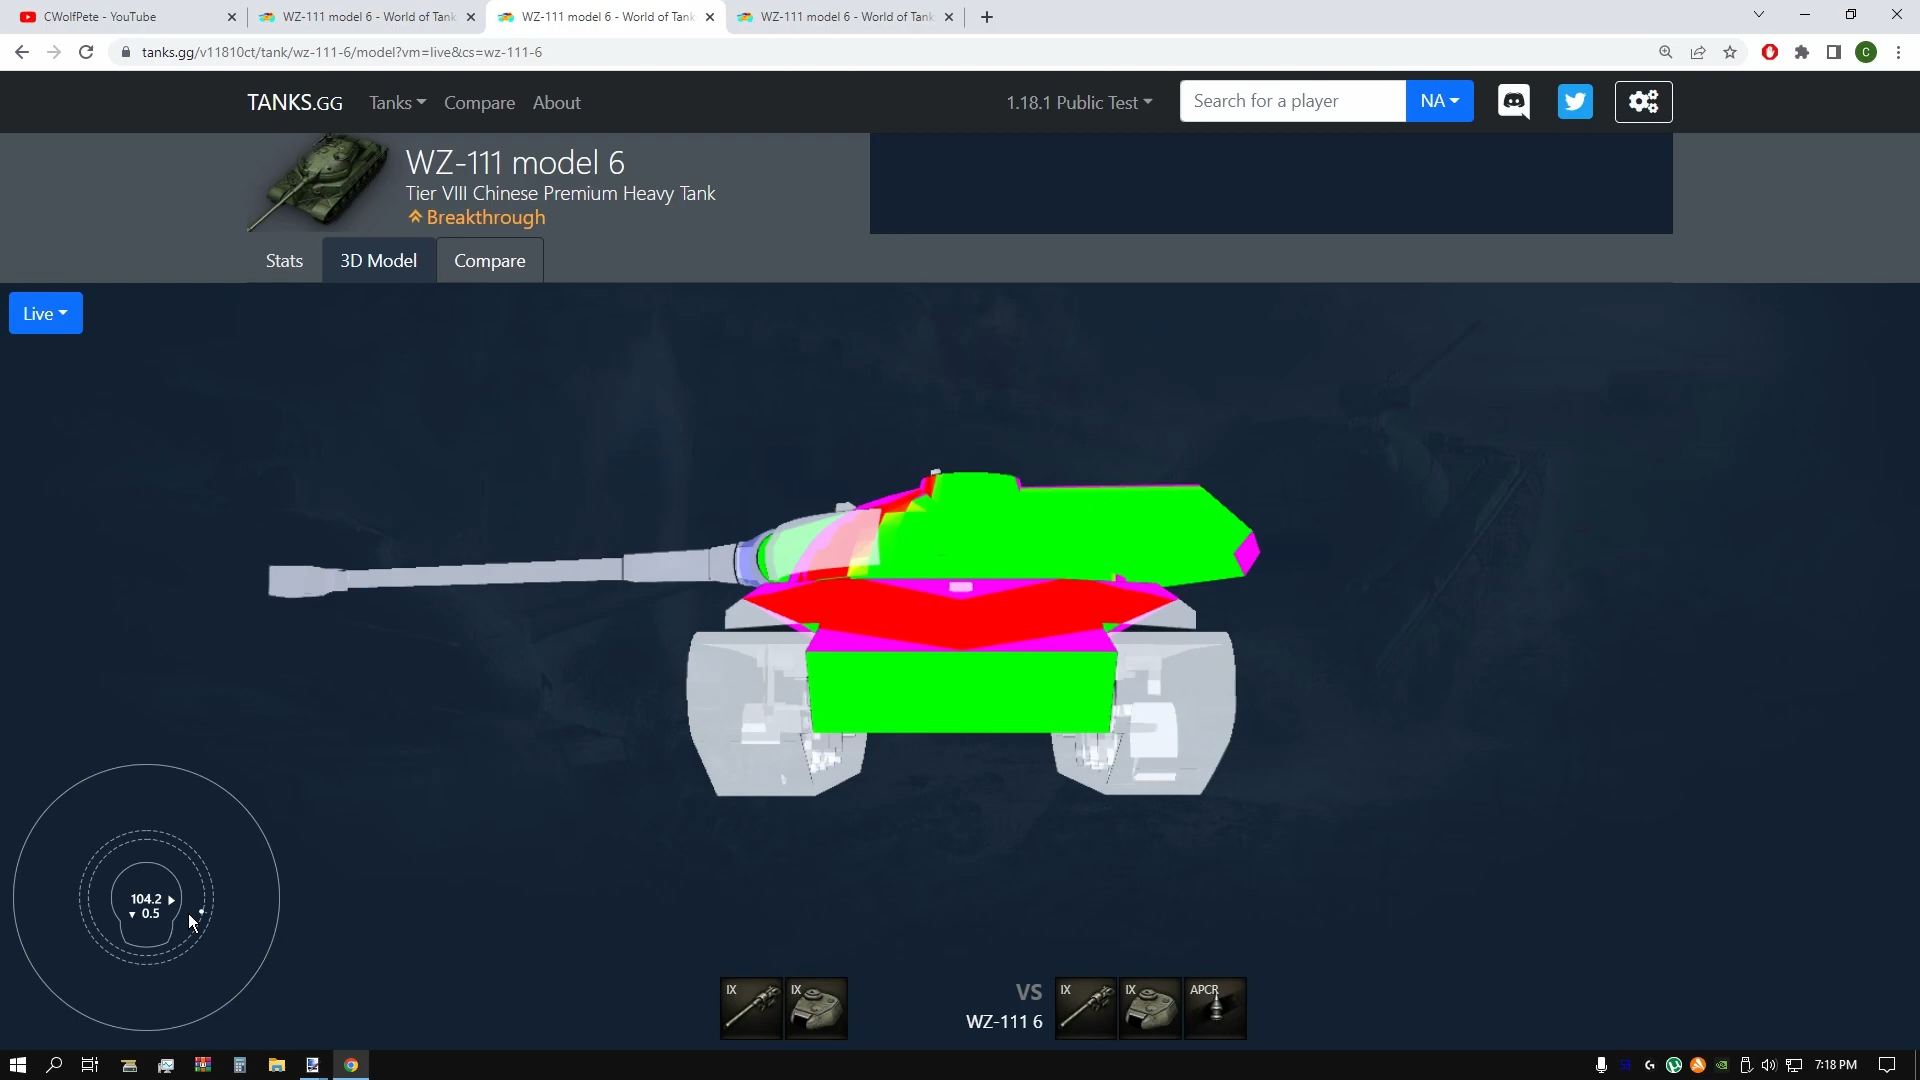 CWolfPete - YouTube
WZ-111 model 6 - World of Tank
WZ-111 model 6 - World of Tank
WZ-111 model 6 - World of Tank
tanks.gg/v11810ct/tank/wz-111-6/model?vm=live&cs=wz-111-6
C
TANKS.GG
Tanks
Compare
About
1.18.1 Public Test
Search for a player
NA
WZ-111 model 6
Tier VIII Chinese Premium Heavy Tank
Breakthrough
Stats
3D Model
Compare
Live
104.2
0.5
IX
IX
VS
WZ-111 6
IX
IX
APCR
7:18 PM